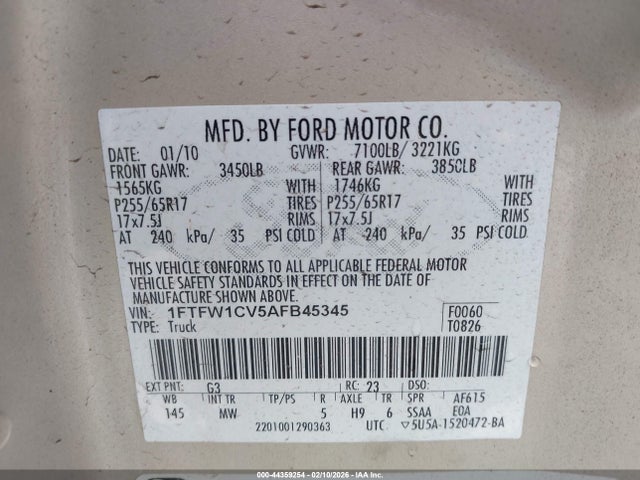 MFD. BY FORD MOTOR CO.
DATE: 01/10 GVWR: 7100LB/ 3221KG
FRONT GAWR: 3450LB REAR GAWR: 3850LB
1565KG WITH 1746KG WITH
P255/65R17 TIRES P255/65R17 TIRES
17x7.5J RIMS 17x7.5J RIMS
AT 240 kPa/ 35 PSI COLD AT 240 kPa/ 35 PSI COLD
THIS VEHICLE CONFORMS TO ALL APPLICABLE FEDERAL MOTOR
VEHICLE SAFETY STANDARDS IN EFFECT ON THE DATE OF
MANUFACTURE SHOWN ABOVE.
VIN: 1FTFW1CV5AFB45345 F0060
TYPE: Truck T0826
EXT PNT: G3 RC: 23 DSO:
WB INT TR TP/PS R AXLE TR SPR AF615
145 MW 5 H9 6 SSAA E0A
2201001290363 UTC ▽5U5A-1520472-BA
000-44359254 - 02/10/2026 - IAA Inc.